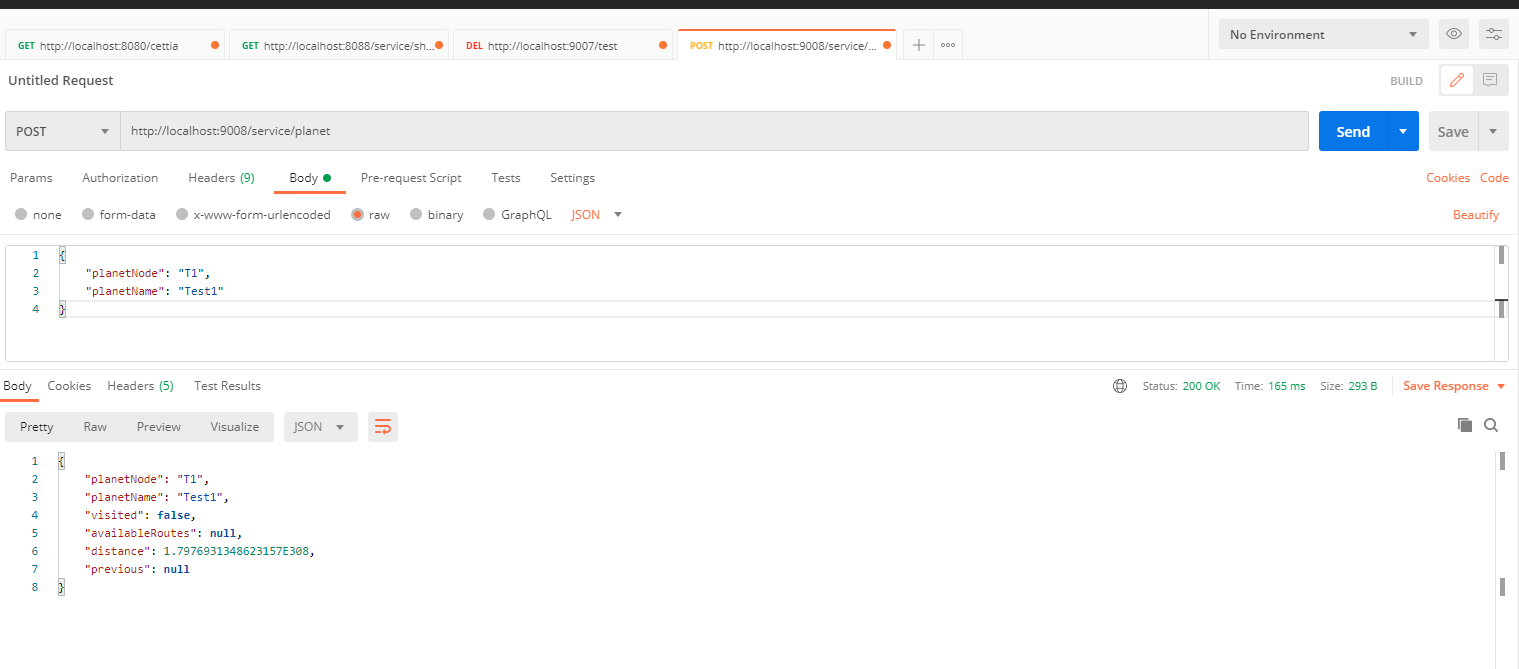 GET http://localhost:8080/cettia GET http://localhost:8088/service/sh... DEL http://localhost:9007/test POST http://localhost:9008/service/... No Environment
Untitled Request BUILD
POST http://localhost:9008/service/planet Send Save
Params Authorization Headers (9) Body Pre-request Script Tests Settings Cookies Code
none form-data x-www-form-urlencoded raw binary GraphQL JSON Beautify
1 {
2 "planetNode": "T1",
3 "planetName": "Test1"
4 }
Body Cookies Headers (5) Test Results Status: 200 OK Time: 165 ms Size: 293 B Save Response
Pretty Raw Preview Visualize JSON
1 {
2 "planetNode": "T1",
3 "planetName": "Test1",
4 "visited": false,
5 "availableRoutes": null,
6 "distance": 1.7976931348623157E308,
7 "previous": null
8 }